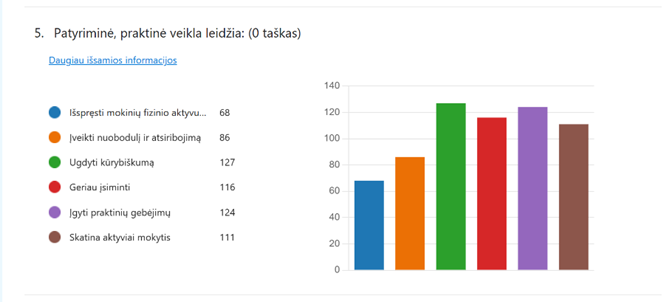 5. Patyriminė, praktinė veikla leidžia: (0 taškas)
Daugiau išsamios informacijos
Išspręsti mokinių fizinio aktyvu... 68
Įveikti nuobodulį ir atsiribojimą 86
Ugdyti kūrybiškumą 127
Geriau įsiminti 116
Įgyti praktinių gebėjimų 124
Skatina aktyviai mokytis 111
140
120
100
80
60
40
20
0